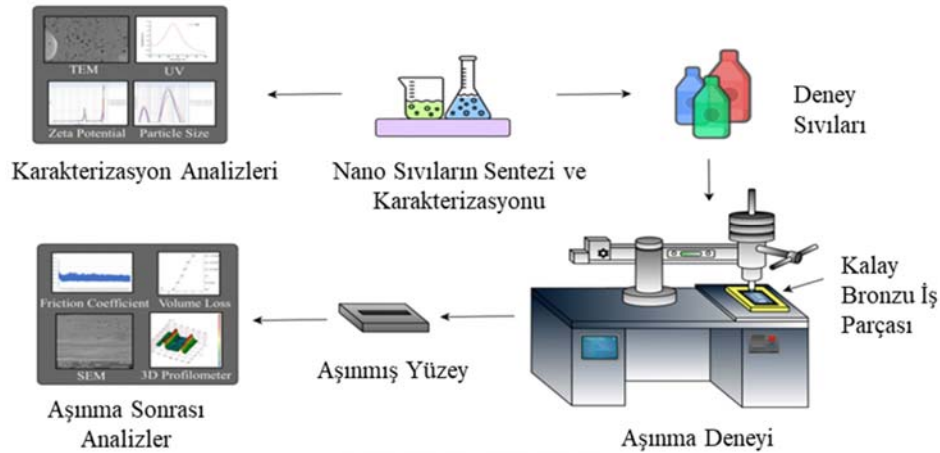 TEM
UV
Zeta Potential
Particle Size
Karakterizasyon Analizleri
Nano Sıvıların Sentezi ve
Karakterizasyonu
Deney
Sıvıları
Kalay
Bronzu İş
Parçası
Aşınma Deneyi
Aşınmış Yüzey
Friction Coefficient
Volume Loss
SEM
3D Profilometer
Aşınma Sonrası
Analizler